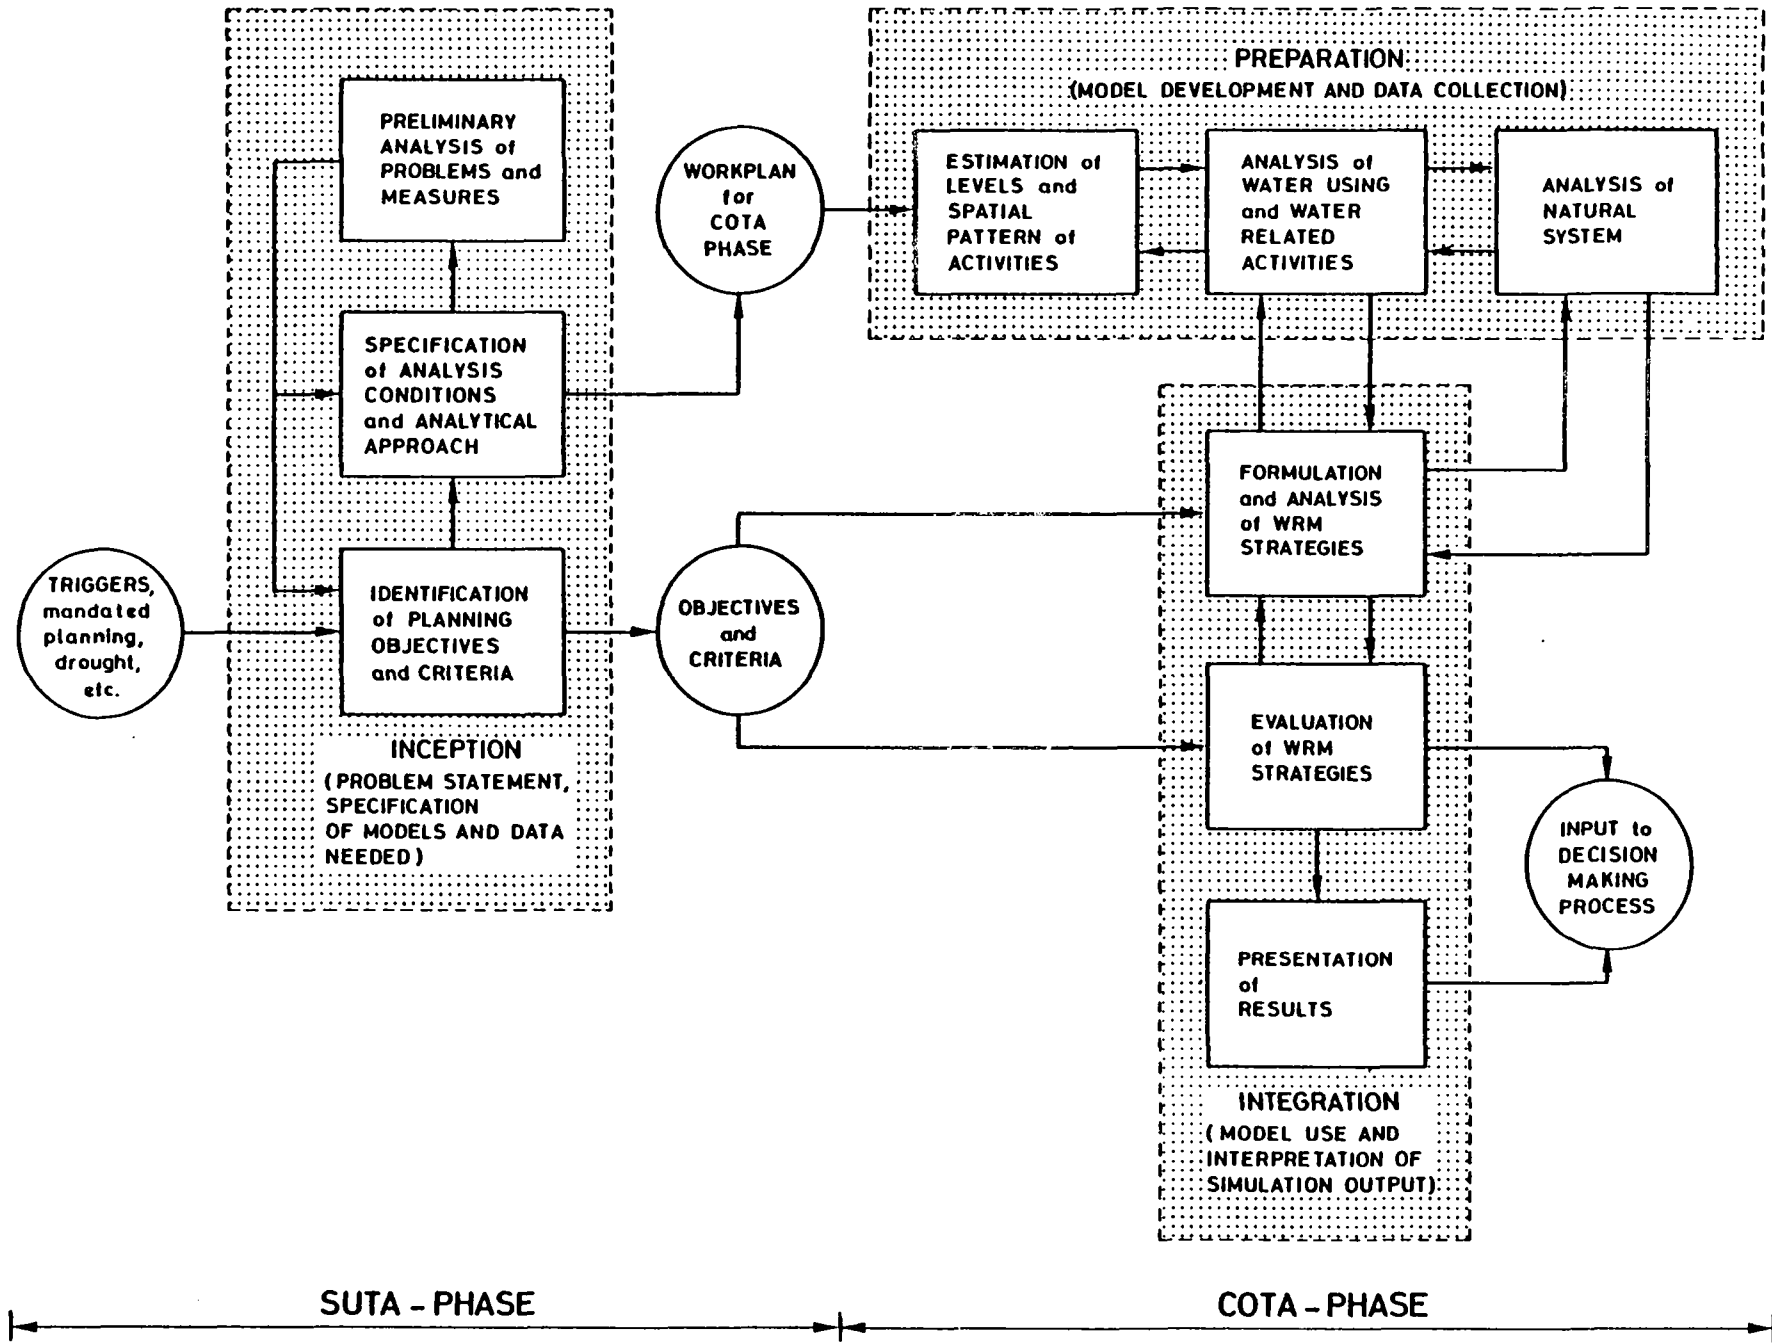 PREPARATION
(MODEL DEVELOPMENT AND DATA COLLECTION)
PRELIMINARY
ANALYSIS of
PROBLEMS and
MEASURES
WORKPLAN
for
COTA
PHASE
ESTIMATION of
LEVELS and
SPATIAL
PATTERN of
ACTIVITIES
ANALYSIS of
WATER USING
and WATER
RELATED
ACTIVITIES
ANALYSIS of
NATURAL
SYSTEM
SPECIFICATION
of ANALYSIS
CONDITIONS
and ANALYTICAL
APPROACH
FORMULATION
and ANALYSIS
of WRM
STRATEGIES
TRIGGERS,
mandated
planning,
drought,
etc.
IDENTIFICATION
of PLANNING
OBJECTIVES
and CRITERIA
OBJECTIVES
and
CRITERIA
EVALUATION
of WRM
STRATEGIES
INCEPTION
(PROBLEM STATEMENT,
SPECIFICATION
OF MODELS AND DATA
NEEDED)
INPUT to
DECISION
MAKING
PROCESS
PRESENTATION
of
RESULTS
INTEGRATION
(MODEL USE AND
INTERPRETATION OF
SIMULATION OUTPUT)
SUTA - PHASE
COTA - PHASE